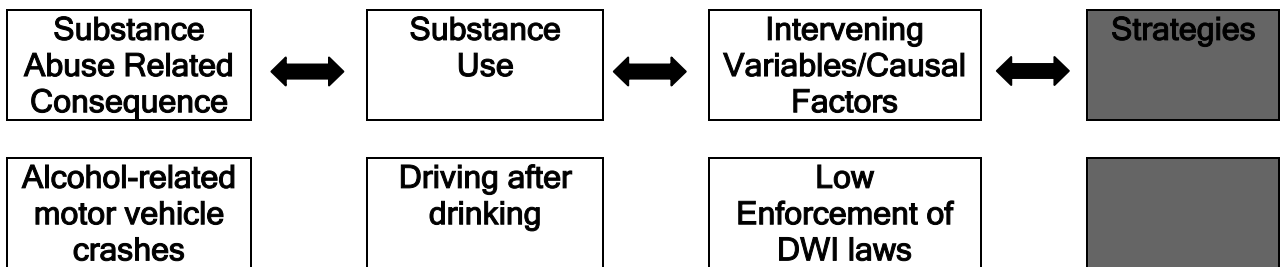 Substance
Abuse Related
Consequence
Substance
Use
Intervening
Variables/Causal
Factors
Strategies
Alcohol-related
motor vehicle
crashes
Driving after
drinking
Low
Enforcement of
DWI laws